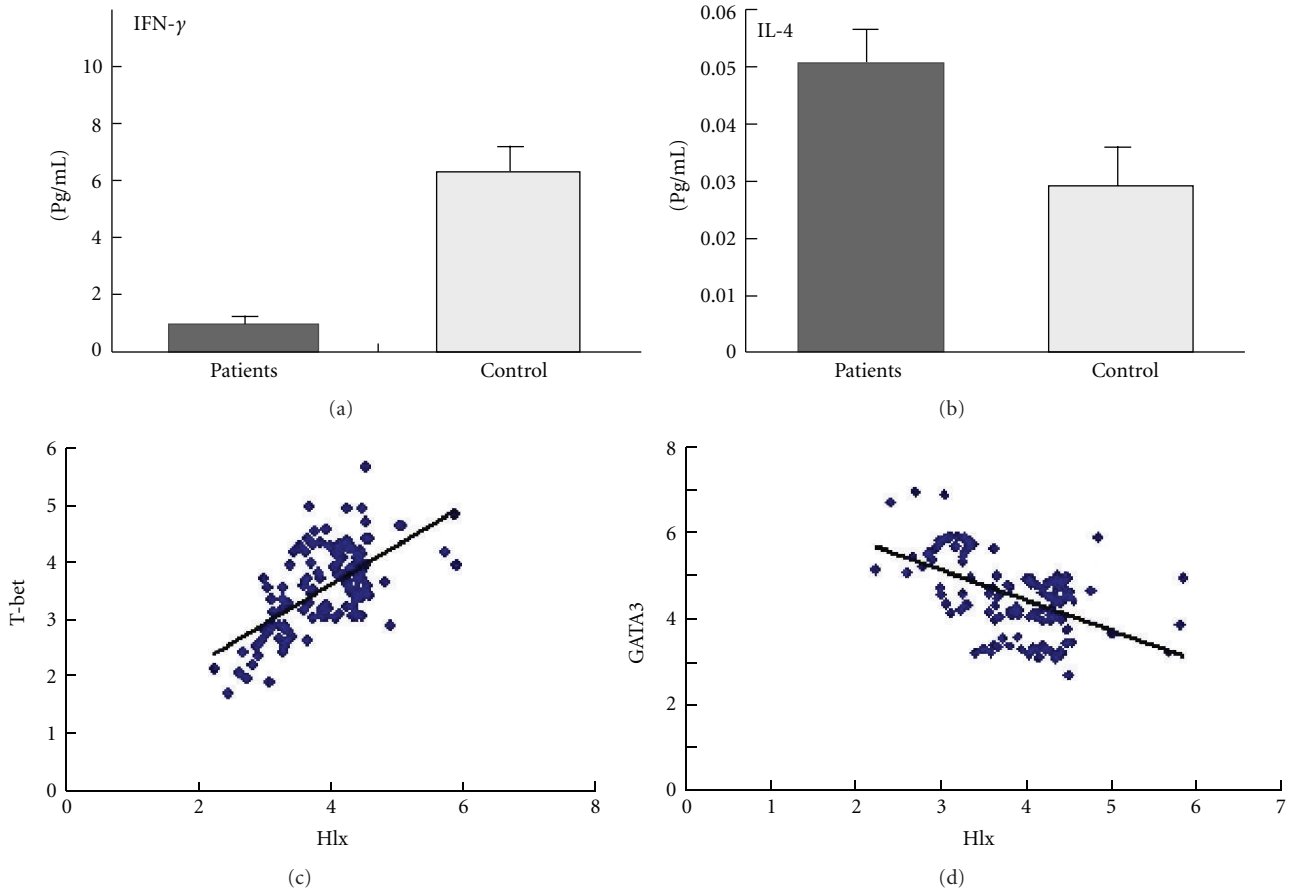 IFN-γ
10
8
6
4
2
0
(Pg/mL)
Patients
Control
(a)
IL-4
0.06
0.05
0.04
0.03
0.02
0.01
0
(Pg/mL)
Patients
Control
(b)
6
5
4
3
2
1
0
T-bet
0
2
4
6
8
Hlx
(c)
8
6
4
2
0
GATA3
0
1
2
3
4
5
6
7
Hlx
(d)